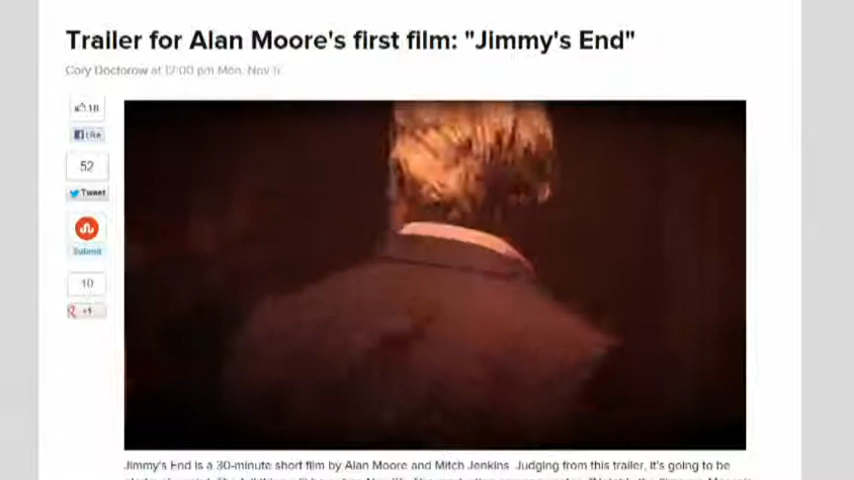 Trailer for Alan Moore's first film: "Jimmy's End"
Cory Doctorow at 12:00 pm Mon, Nov
18
Like
52
Tweet
Submit
10
+1
Jimmy's End is a 30-minute short film by Alan Moore and Mitch Jenkins. Judging from this trailer, it's going to be